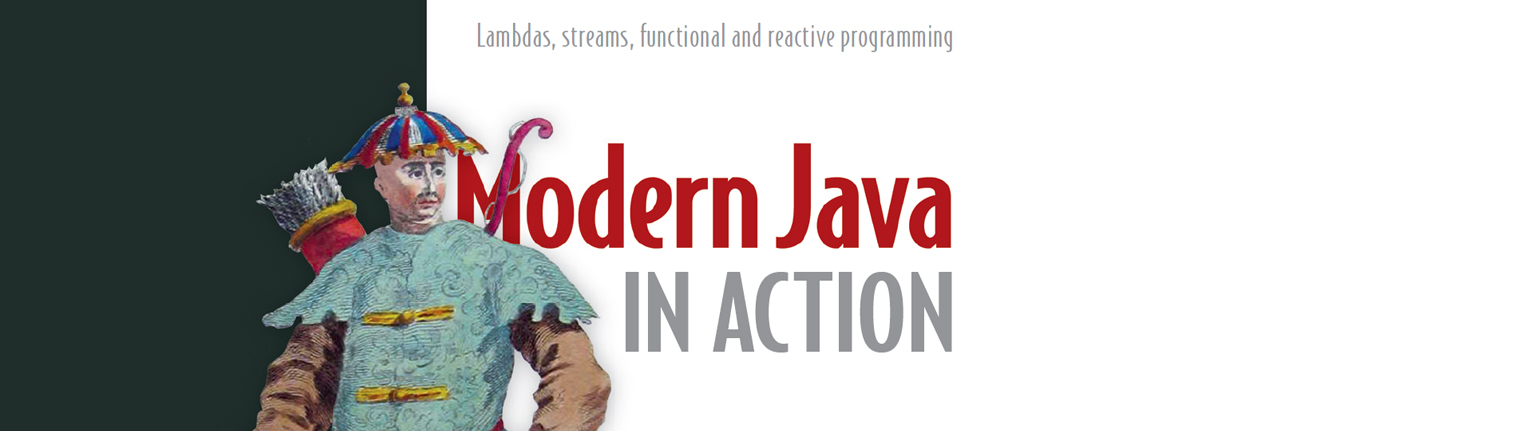 Lambdas, streams, functional and reactive programming
Modern Java
IN ACTION